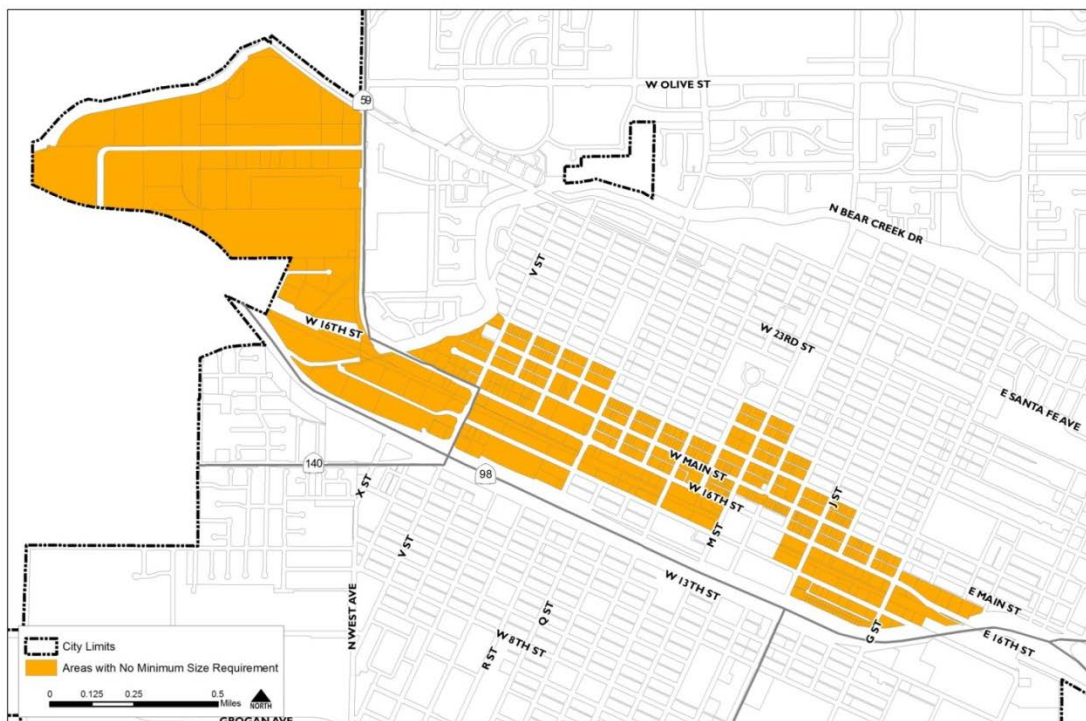 59
W OLIVE ST
N BEAR CREEK DR
V ST
W 16TH ST
W 23RD ST
E SANTA FE AVE
W MAIN ST
W 16TH ST
J ST
140
98
X ST
V ST
M ST
W 13TH ST
E MAIN ST
G ST
E 16TH ST
N WEST AVE
Q ST
W 8TH ST
R ST
City Limits
Areas with No Minimum Size Requirement
0 0.125 0.25 0.5
Miles
NORTH
GROGAN AVE